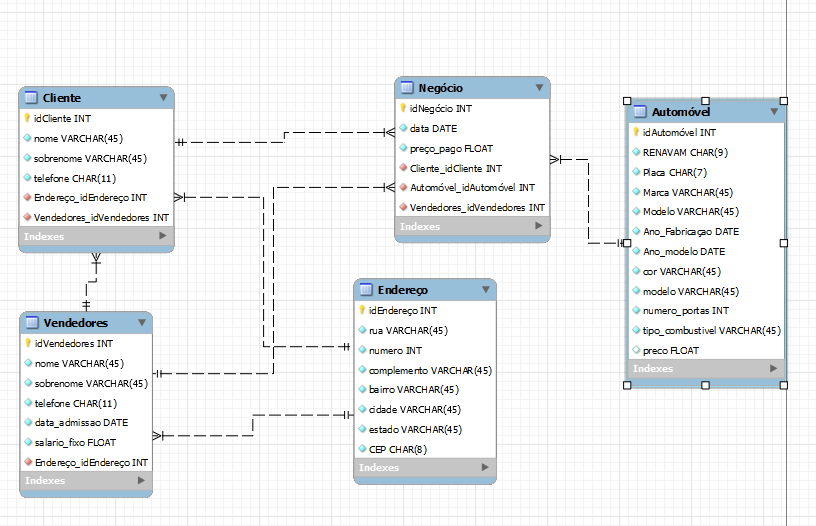 Cliente
idCliente INT
nome VARCHAR(45)
sobrenome VARCHAR(45)
telefone CHAR(11)
Endereço_idEndereço INT
Vendedores_idVendedores INT
Indexes
Negócio
idNegócio INT
data DATE
preço_pago FLOAT
Cliente_idCliente INT
Automóvel_idAutomóvel INT
Vendedores_idVendedores INT
Indexes
Automóvel
idAutomóvel INT
RENAVAM CHAR(9)
Placa CHAR(7)
Marca VARCHAR(45)
Modelo VARCHAR(45)
Ano_Fabricaçao DATE
Ano_modelo DATE
cor VARCHAR(45)
modelo VARCHAR(45)
numero_portas INT
tipo_combustivel VARCHAR(45)
preco FLOAT
Indexes
Vendedores
idVendedores INT
nome VARCHAR(45)
sobrenome VARCHAR(45)
telefone CHAR(11)
data_admissao DATE
salario_fixo FLOAT
Endereço_idEndereço INT
Indexes
Endereço
idEndereço INT
rua VARCHAR(45)
numero INT
complemento VARCHAR(45)
bairro VARCHAR(45)
cidade VARCHAR(45)
estado VARCHAR(45)
CEP CHAR(8)
Indexes